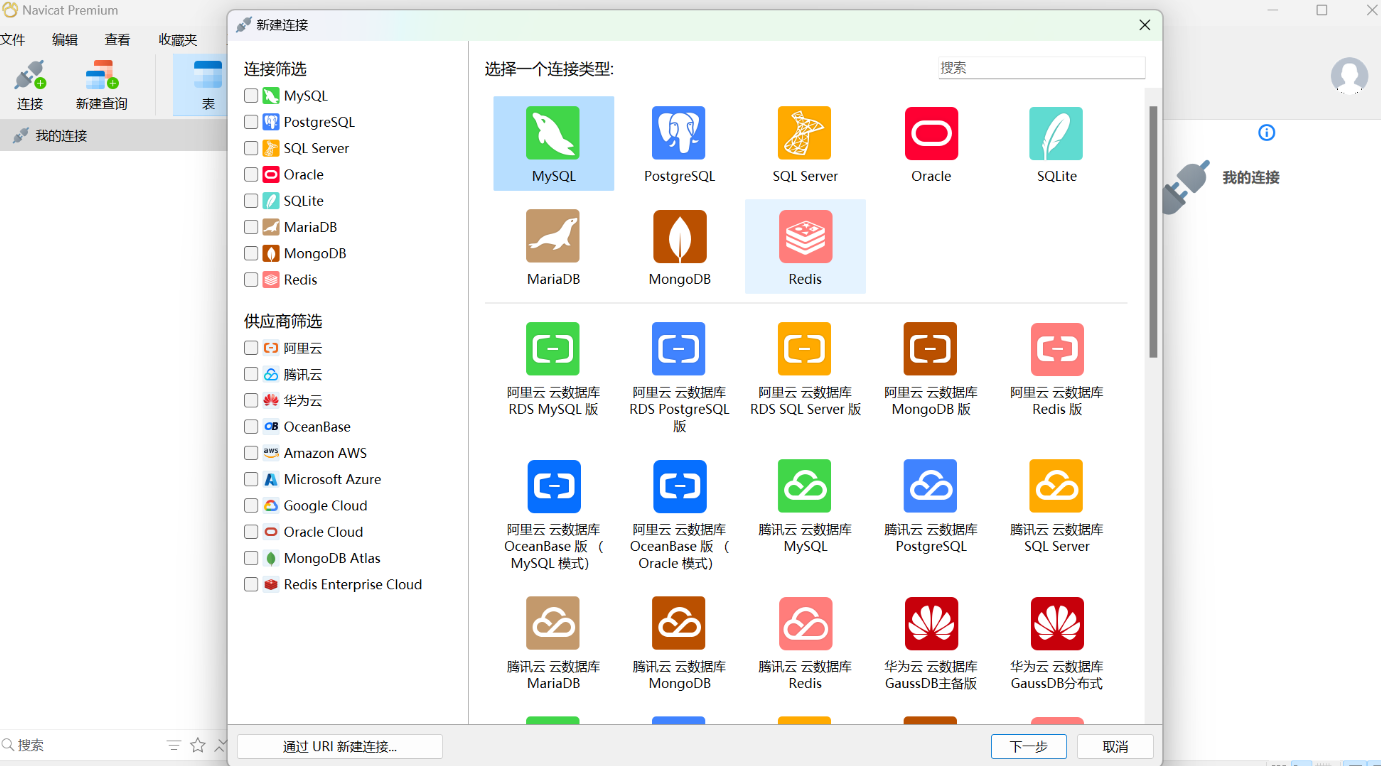 Navicat Premium
新建连接
文件 编辑 查看 收藏夹
连接 新建查询 表
我的连接
连接筛选
MySQL
PostgreSQL
SQL Server
Oracle
SQLite
MariaDB
MongoDB
Redis
供应商筛选
阿里云
腾讯云
华为云
OceanBase
Amazon AWS
Microsoft Azure
Google Cloud
Oracle Cloud
MongoDB Atlas
Redis Enterprise Cloud
选择一个连接类型:
搜索
MySQL
PostgreSQL
SQL Server
Oracle
SQLite
MariaDB
MongoDB
Redis
阿里云 云数据库
RDS MySQL 版
阿里云 云数据库
RDS PostgreSQL
版
阿里云 云数据库
RDS SQL Server 版
阿里云 云数据库
MongoDB 版
阿里云 云数据库
Redis 版
阿里云 云数据库
OceanBase 版 （
MySQL 模式）
阿里云 云数据库
OceanBase 版 （
Oracle 模式）
腾讯云 云数据库
MySQL
腾讯云 云数据库
PostgreSQL
腾讯云 云数据库
SQL Server
腾讯云 云数据库
MariaDB
腾讯云 云数据库
MongoDB
腾讯云 云数据库
Redis
华为云 云数据库
GaussDB主备版
华为云 云数据库
GaussDB分布式
我的连接
搜索
通过 URI 新建连接...
下一步
取消